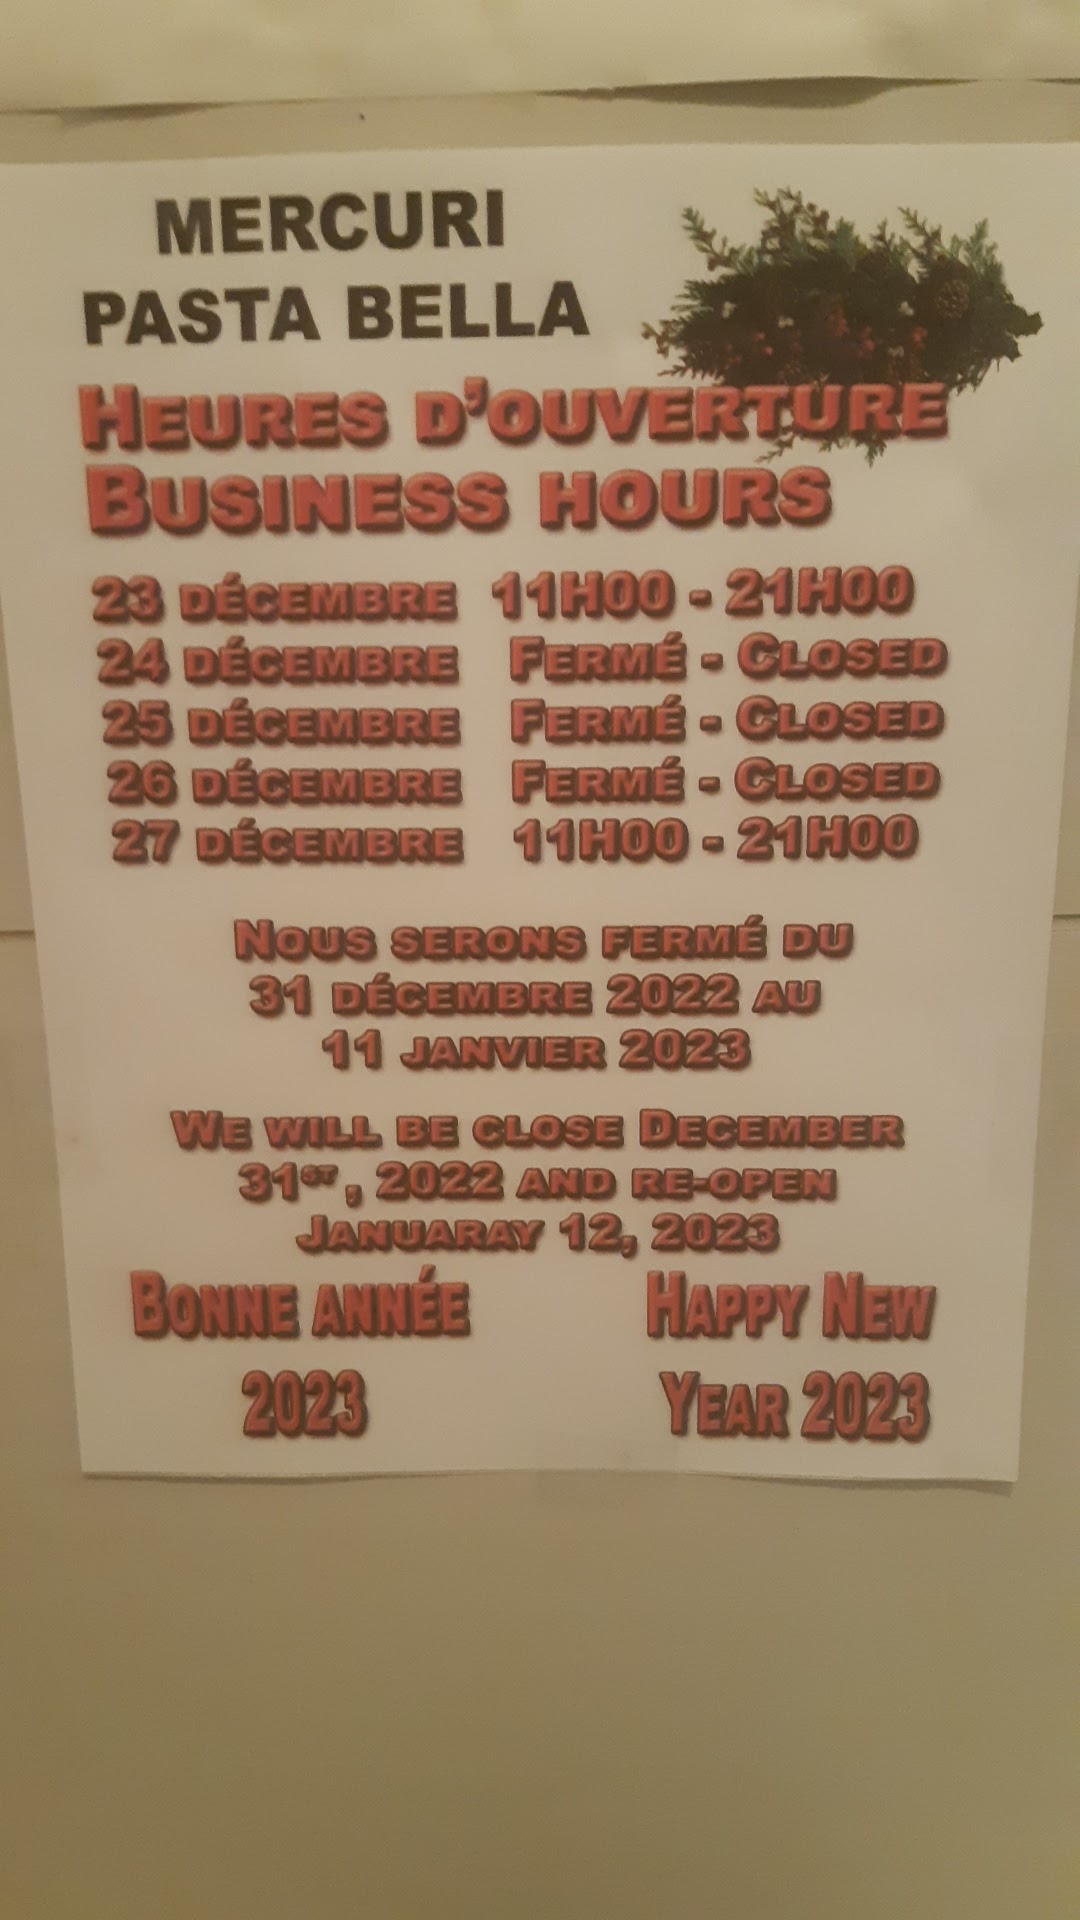 MERCURI
PASTA BELLA
HEURES D'OUVERTURE
BUSINESS HOURS
23 DÉCEMBRE 11H00 - 21H00
24 DÉCEMBRE FERMÉ - CLOSED
25 DÉCEMBRE FERMÉ - CLOSED
26 DÉCEMBRE FERMÉ - CLOSED
27 DÉCEMBRE 11H00 - 21H00
NOUS SERONS FERMÉ DU
31 DÉCEMBRE 2022 AU
11 JANVIER 2023
WE WILL BE CLOSE DECEMBER
31ST, 2022 AND RE-OPEN
JANUARAY 12, 2023
BONNE ANNÉE
2023
HAPPY NEW
YEAR 2023